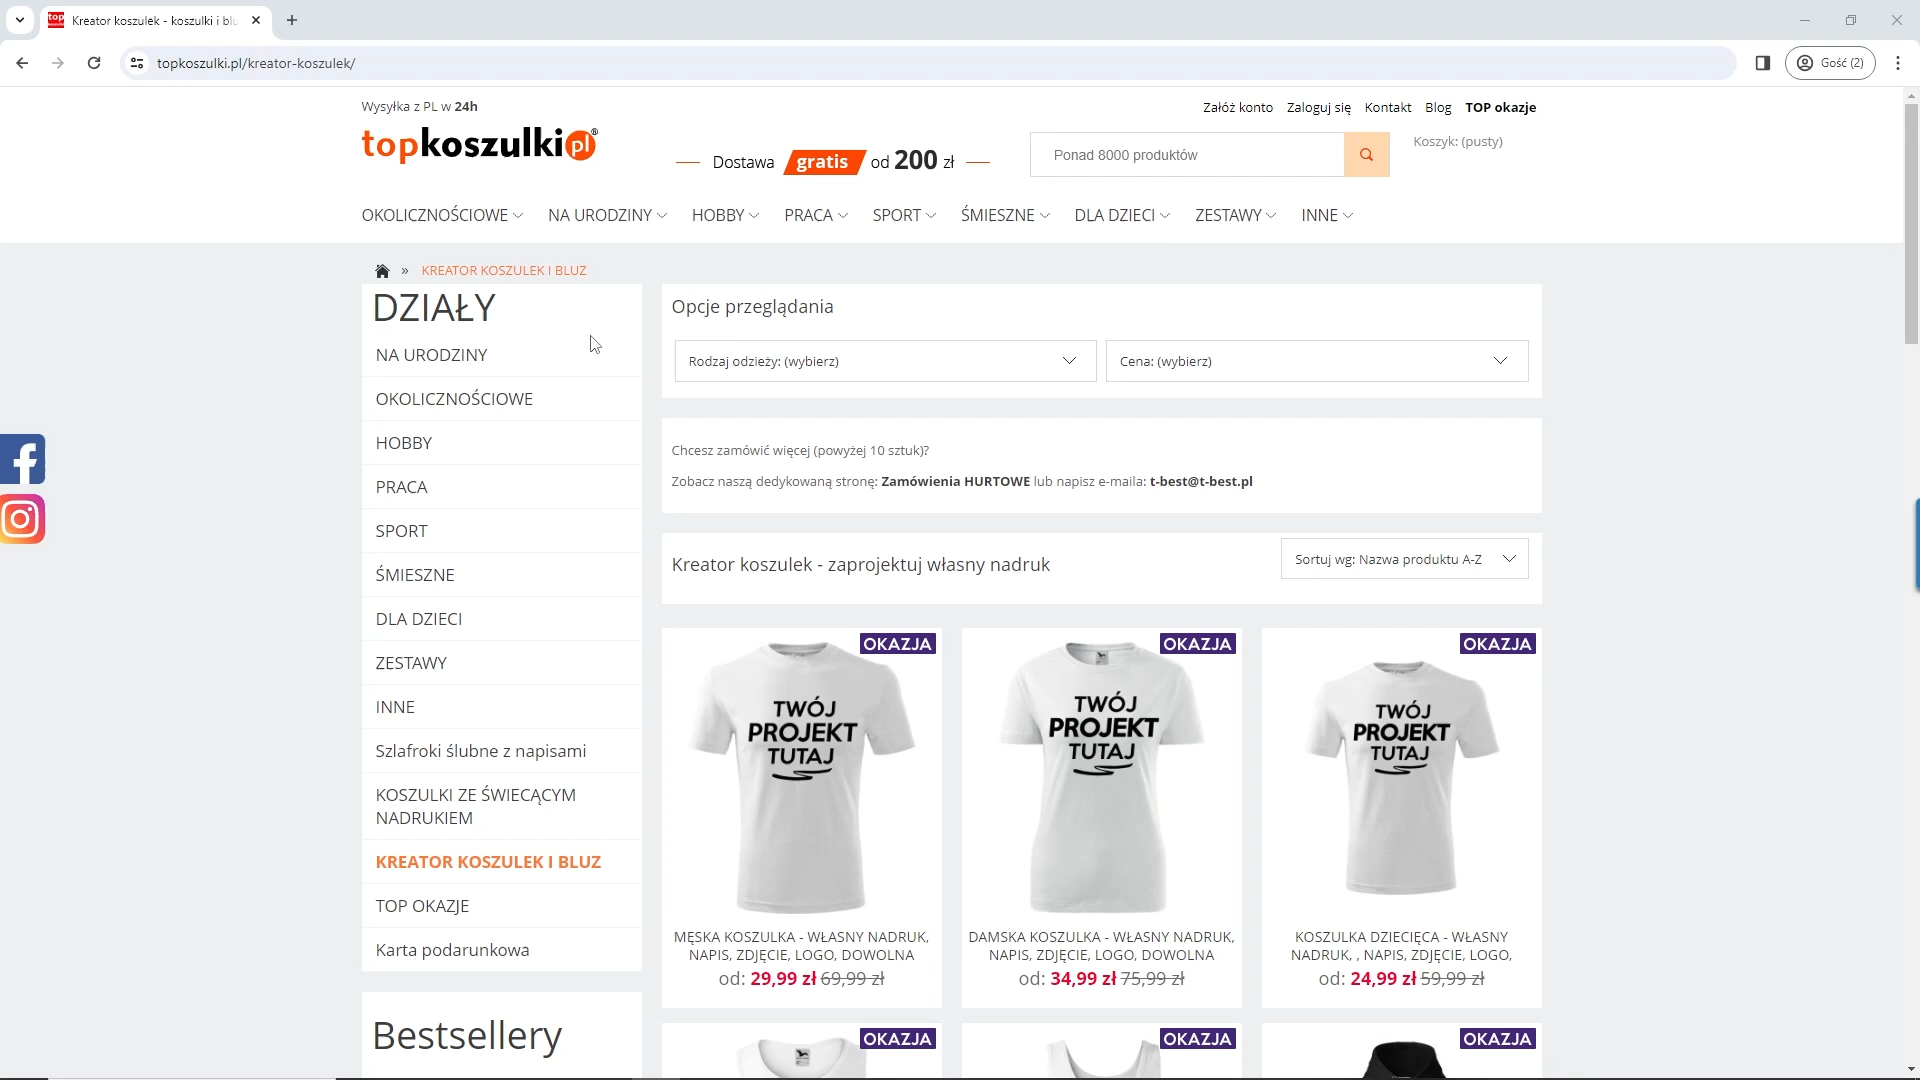 Kreator koszulek - koszulki i blu
topkoszulki.pl/kreator-koszulek/
Gość (2)
Wysyłka z PL w 24h
Załóż konto Zaloguj się Kontakt Blog TOP okazje
topkoszulki pl®
Dostawa gratis od 200 zł
Ponad 8000 produktów
Koszyk: (pusty)
OKOLICZNOŚCIOWE NA URODZINY HOBBY PRACA SPORT ŚMIESZNE DLA DZIECI ZESTAWY INNE
» KREATOR KOSZULEK I BLUZ
DZIAŁY
NA URODZINY
OKOLICZNOŚCIOWE
HOBBY
PRACA
SPORT
ŚMIESZNE
DLA DZIECI
ZESTAWY
INNE
Szlafroki ślubne z napisami
KOSZULKI ZE ŚWIECĄCYM
NADRUKIEM
KREATOR KOSZULEK I BLUZ
TOP OKAZJE
Karta podarunkowa
Bestsellery
Opcje przeglądania
Rodzaj odzieży: (wybierz)
Cena: (wybierz)
Chcesz zamówić więcej (powyżej 10 sztuk)?
Zobacz naszą dedykowaną stronę: Zamówienia HURTOWE lub napisz e-maila: t-best@t-best.pl
Kreator koszulek - zaprojektuj własny nadruk
Sortuj wg: Nazwa produktu A-Z
OKAZJA
TWÓJ
PROJEKT
TUTAJ
MĘSKA KOSZULKA - WŁASNY NADRUK,
NAPIS, ZDJĘCIE, LOGO, DOWOLNA
od: 29,99 zł 69,99 zł
OKAZJA
TWÓJ
PROJEKT
TUTAJ
DAMSKA KOSZULKA - WŁASNY NADRUK,
NAPIS, ZDJĘCIE, LOGO, DOWOLNA
od: 34,99 zł 75,99 zł
OKAZJA
TWÓJ
PROJEKT
TUTAJ
KOSZULKA DZIECIĘCA - WŁASNY
NADRUK, , NAPIS, ZDJĘCIE, LOGO,
od: 24,99 zł 59,99 zł
OKAZJA
OKAZJA
OKAZJA